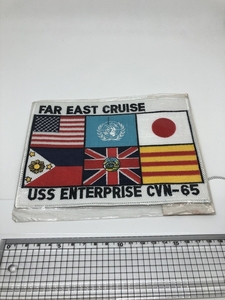 FAR EAST CRUISE
USS ENTERPRISE CVN-65